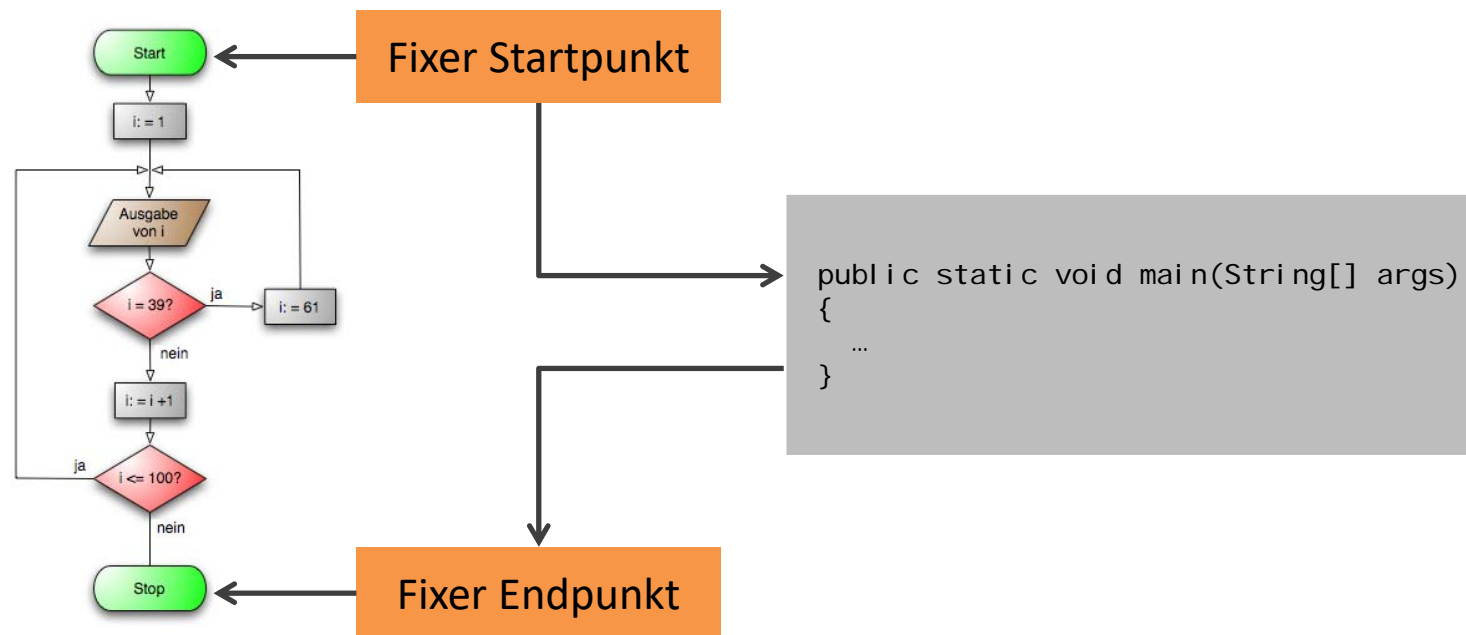 Start
Fixer Startpunkt
i: = 1
Ausgabe
von i
i = 39?
ja
i: = 61
nein
i: = i +1
ja
i <= 100?
nein
Stop
public static void main(String[] args)
{
…
}
Fixer Endpunkt